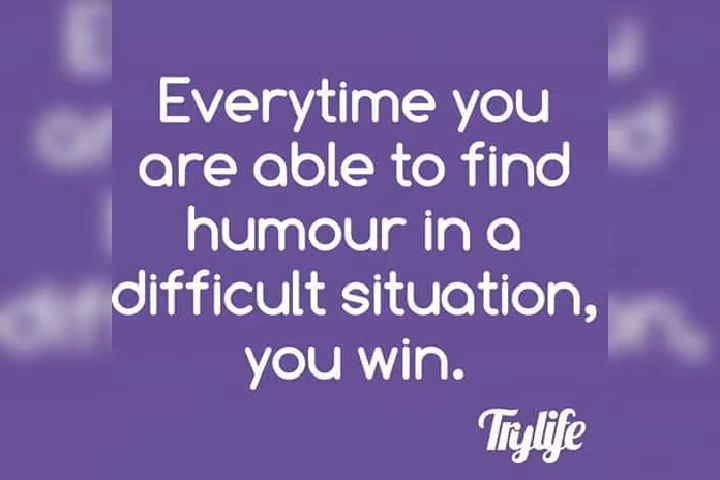 Everytime you
are able to find
humour in a
difficult situation,
you win.
Trylife